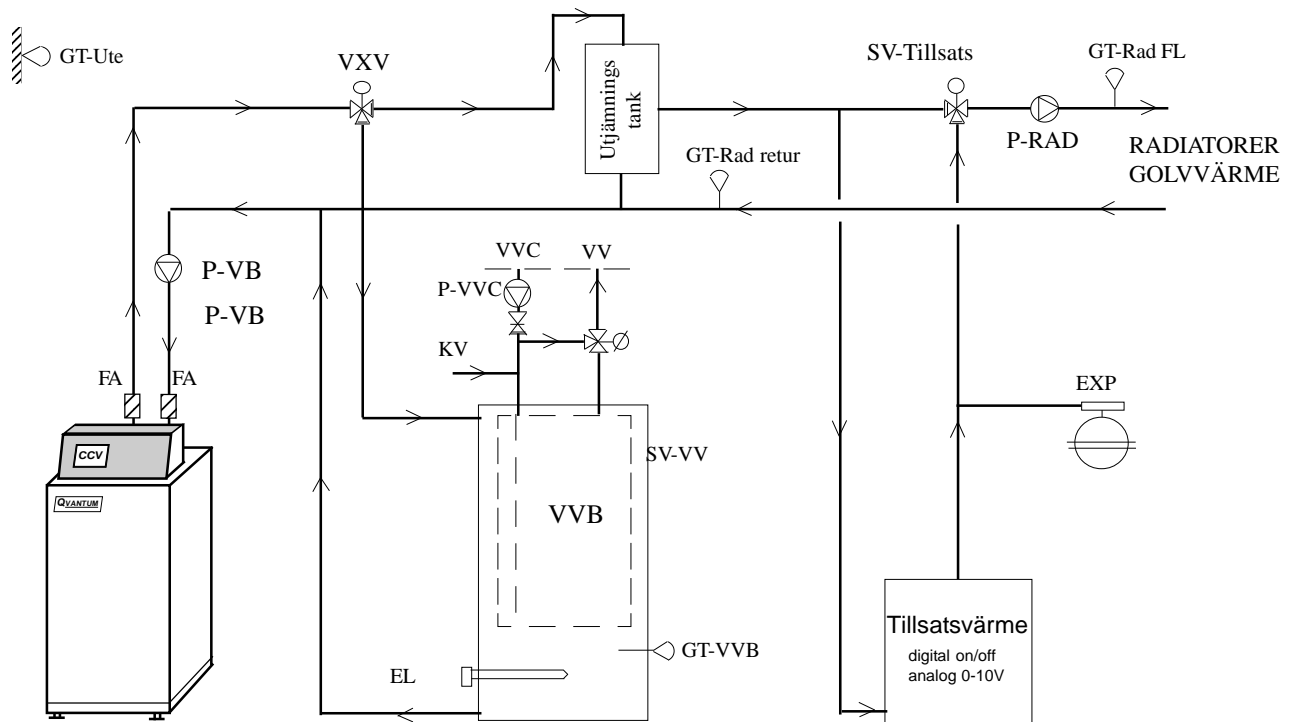 GT-Ute
VXV
Utjämnings
tank
SV-Tillsats
GT-Rad FL
P-RAD
RADIATORER
GOLVVÄRME
GT-Rad retur
P-VB
P-VB
VVC
VV
P-VVC
KV
FA
FA
EXP
CCV
QVANTUM
SV-VV
VVB
GT-VVB
EL
Tillsatsvärme
digital on/off
analog 0-10V